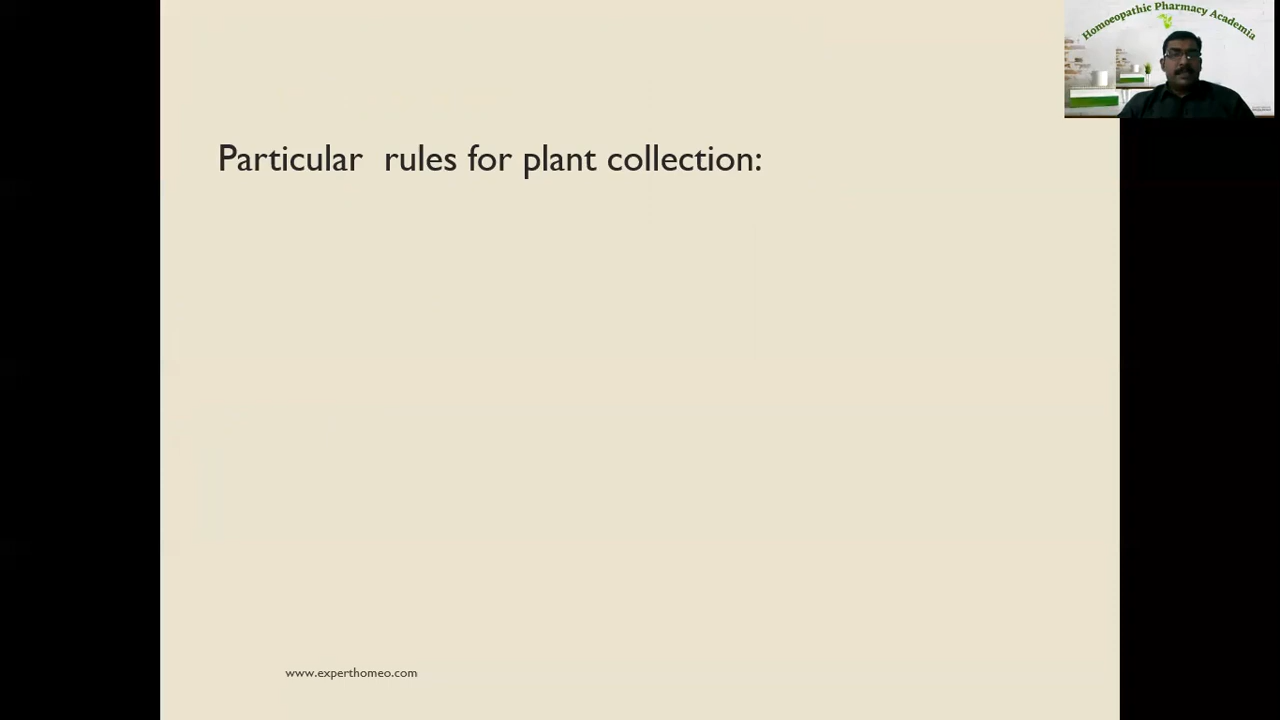 Homoeopathic Pharmacy Academia
Particular  rules for plant collection:
www.experthomeo.com